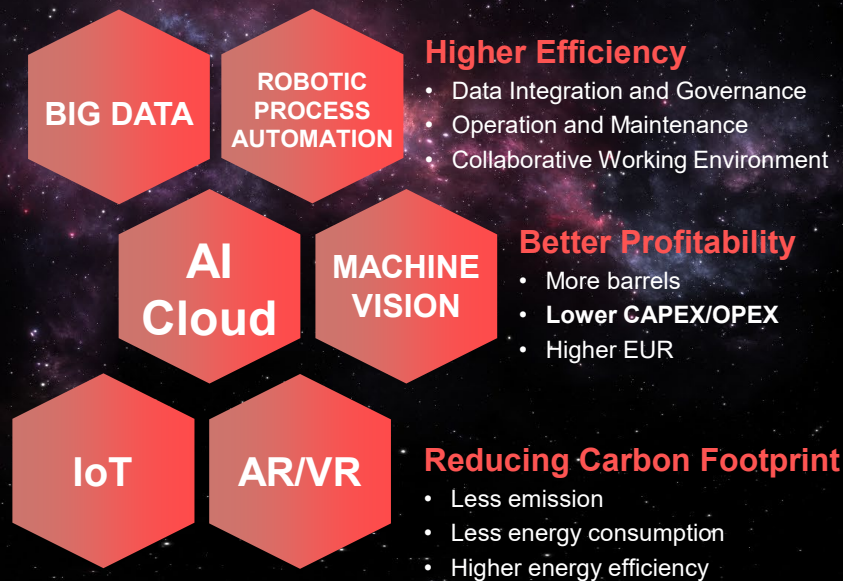 BIG DATA
ROBOTIC
PROCESS
AUTOMATION
Higher Efficiency
• Data Integration and Governance
• Operation and Maintenance
• Collaborative Working Environment
AI
Cloud
MACHINE
VISION
Better Profitability
• More barrels
• Lower CAPEX/OPEX
• Higher EUR
IoT
AR/VR
Reducing Carbon Footprint
• Less emission
• Less energy consumption
• Higher energy efficiency